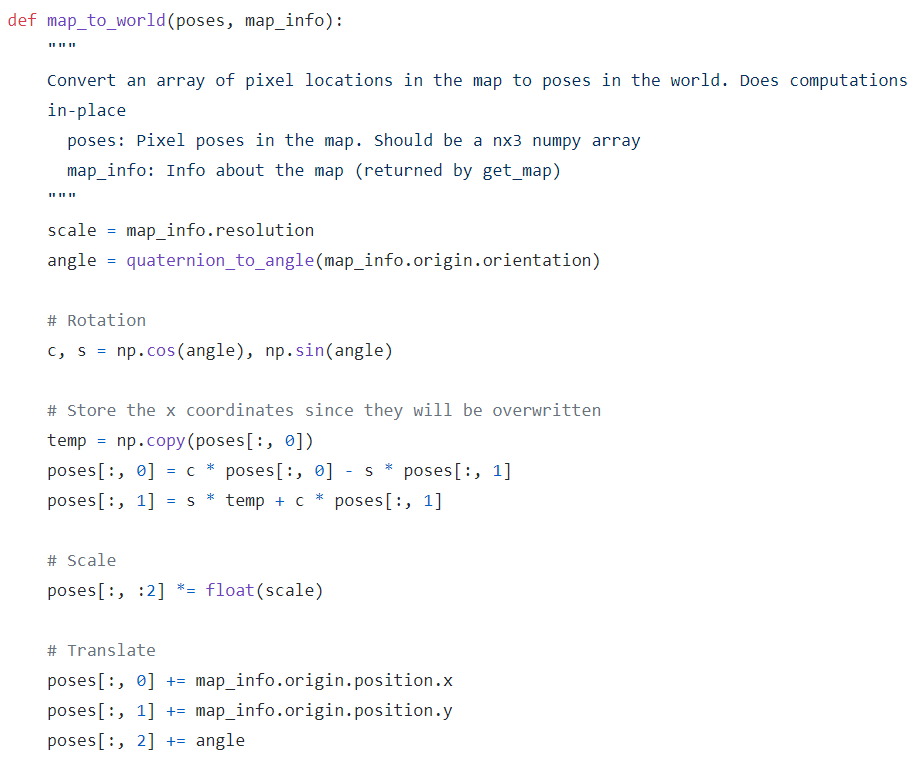 def map_to_world(poses, map_info):
    """
    Convert an array of pixel locations in the map to poses in the world. Does computations
    in-place
      poses: Pixel poses in the map. Should be a nx3 numpy array
      map_info: Info about the map (returned by get_map)
    """
    scale = map_info.resolution
    angle = quaternion_to_angle(map_info.origin.orientation)

    # Rotation
    c, s = np.cos(angle), np.sin(angle)

    # Store the x coordinates since they will be overwritten
    temp = np.copy(poses[:, 0])
    poses[:, 0] = c * poses[:, 0] - s * poses[:, 1]
    poses[:, 1] = s * temp + c * poses[:, 1]

    # Scale
    poses[:, :2] *= float(scale)

    # Translate
    poses[:, 0] += map_info.origin.position.x
    poses[:, 1] += map_info.origin.position.y
    poses[:, 2] += angle